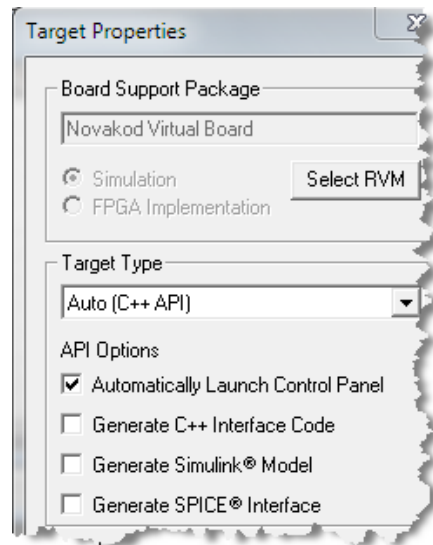 Target Properties
Board Support Package
Novakod Virtual Board
Simulation
Select RVM
FPGA Implementation
Target Type
Auto (C++ API)
API Options
Automatically Launch Control Panel
Generate C++ Interface Code
Generate Simulink® Model
Generate SPICE® Interface